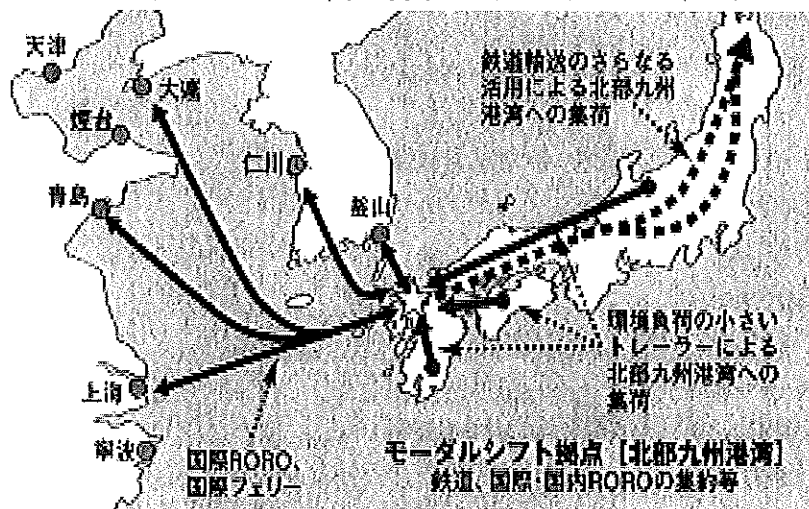 天津
大連
煙台
青島
仁川
釜山
上海
寧波
鉄道輸送のさらなる
活用による北部九州
港湾への集荷
環境負荷の小さい
トレーラーによる
北部九州港湾への
集荷
国際RORO、
国際フェリー
モーダルシフト拠点［北部九州港湾］
鉄道、国際・国内ROROの集約等